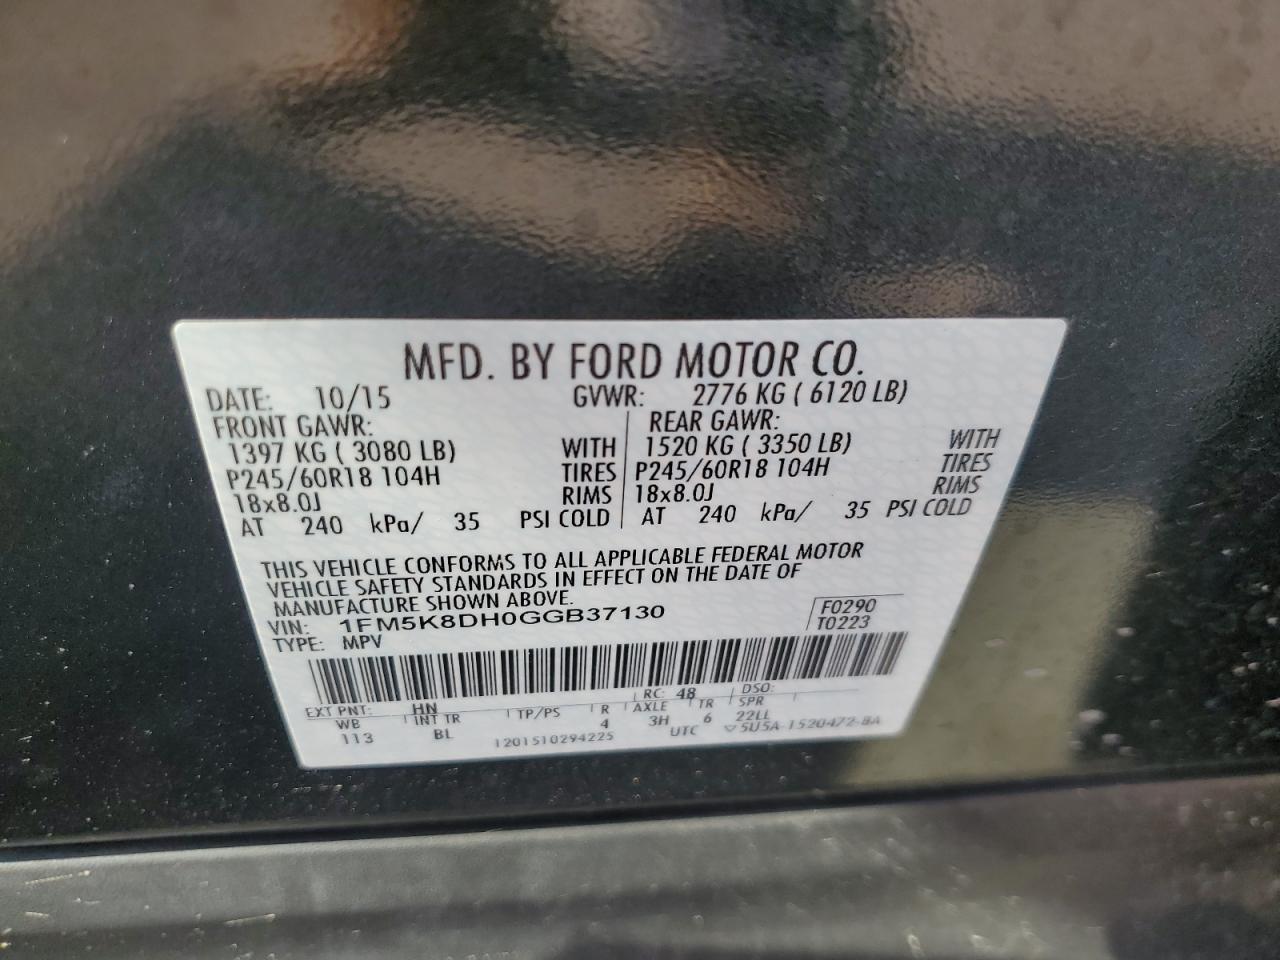 MFD. BY FORD MOTOR CO.
DATE: 10/15 GVWR: 2776 KG ( 6120 LB)
FRONT GAWR: REAR GAWR:
1397 KG ( 3080 LB) WITH 1520 KG ( 3350 LB) WITH
P245/60R18 104H TIRES P245/60R18 104H TIRES
18x8.0J RIMS 18x8.0J RIMS
AT 240 kPa/ 35 PSI COLD AT 240 kPa/ 35 PSI COLD
THIS VEHICLE CONFORMS TO ALL APPLICABLE FEDERAL MOTOR
VEHICLE SAFETY STANDARDS IN EFFECT ON THE DATE OF
MANUFACTURE SHOWN ABOVE.
VIN: 1FM5K8DH0GGB37130 F0290
TYPE: MPV T0223
EXT PNT: HN RC: 48 DSO:
WB INT TR TP/PS R AXLE TR SPR
113 BL 4 3H 6 22LL
1201510294225 UTC ▽5U5A-1520472-BA